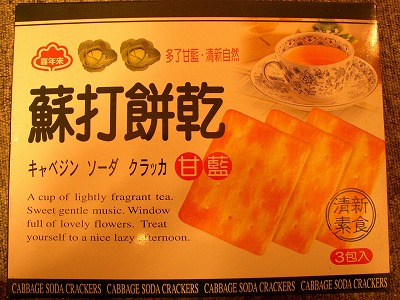 喜年來
多了甘藍·清新自然
蘇打餅乾
キャベジン ソーダ クラッカ 甘藍
A cup of lightly fragrant tea.
Sweet gentle music. Window
full of lovely flowers. Treat
yourself to a nice lazy afternoon.
清新
素食
3包入
CABBAGE SODA CRACKERS CABBAGE SODA CRACKERS CABBAGE SODA CRACKERS CABBAGE SODA CRACKERS